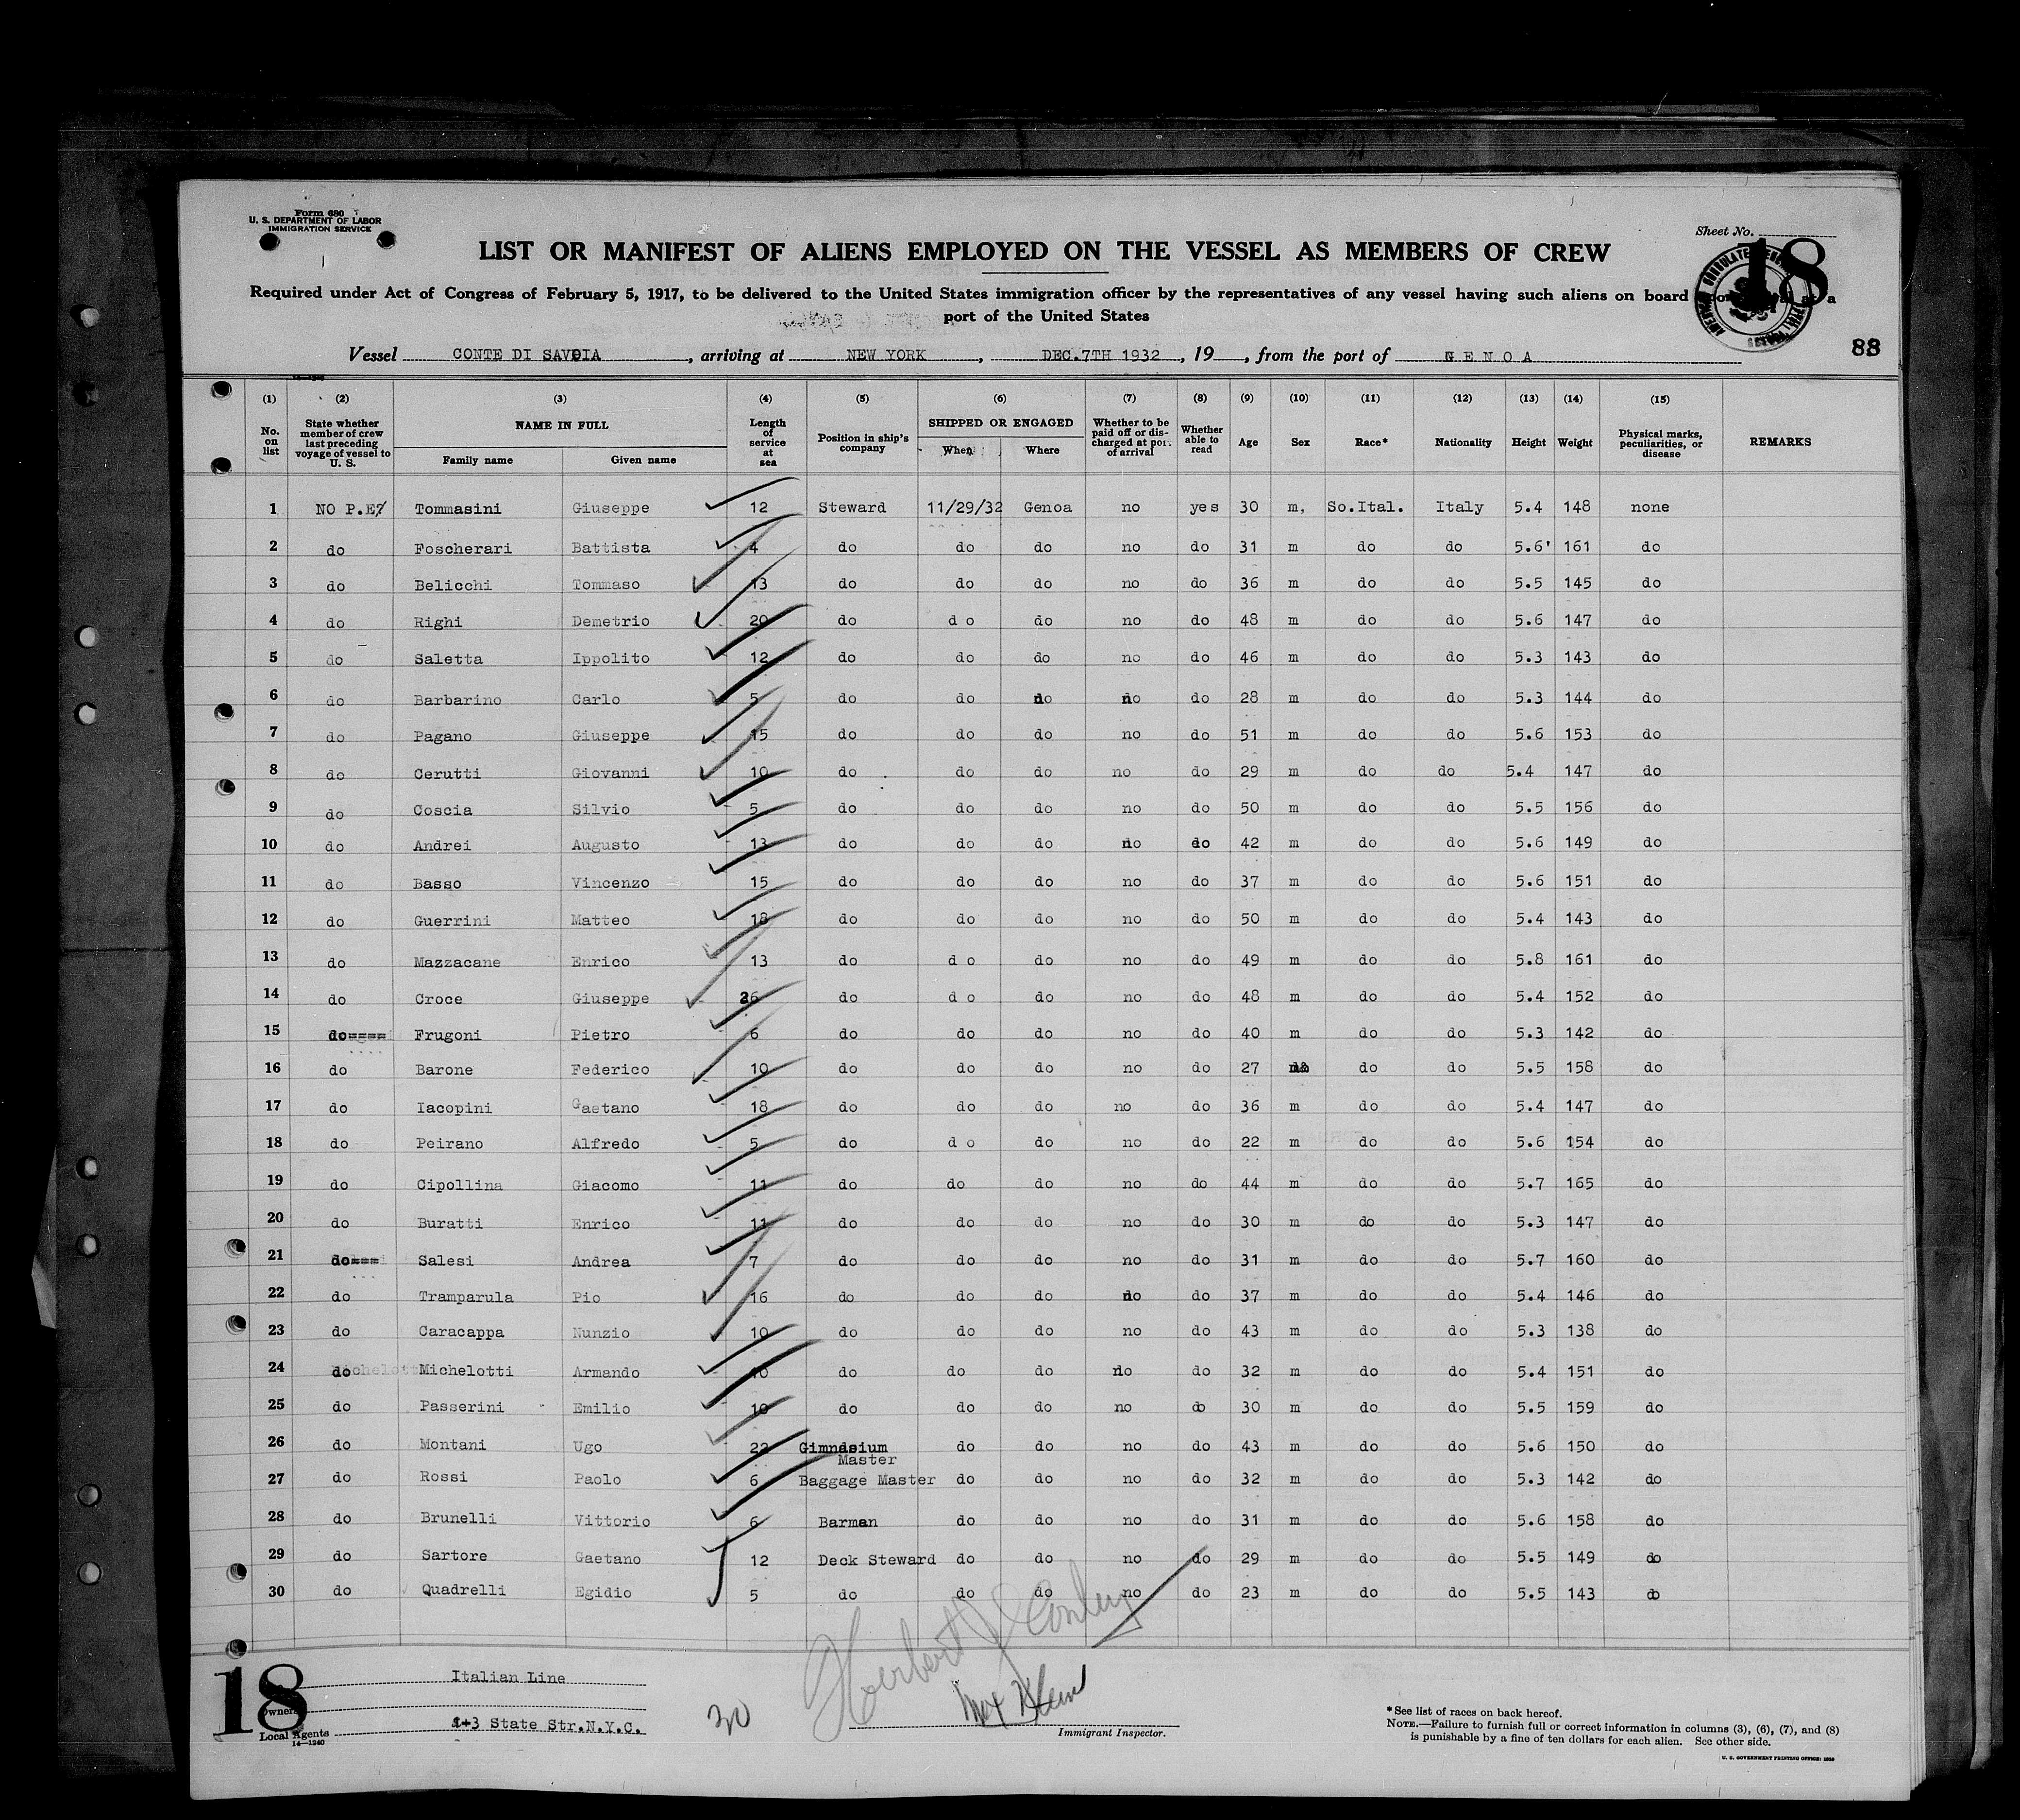 Form 680
U. S. DEPARTMENT OF LABOR
IMMIGRATION SERVICE
Sheet No.
18
LIST OR MANIFEST OF ALIENS EMPLOYED ON THE VESSEL AS MEMBERS OF CREW
Required under Act of Congress of February 5, 1917, to be delivered to the United States immigration officer by the representatives of any vessel having such aliens on board a
port of the United States
Vessel CONTE DI SAVOIA, arriving at NEW YORK, DEC.7TH 1932, 19, from the port of GENOA
88
14—1240
(1) (2) (3) (4) (5) (6) (7) (8) (9) (10) (11) (12) (13) (14) (15)
No. on list State whether member of crew last preceding voyage of vessel to U. S. NAME IN FULL Family name Given name Length of service at sea Position in ship's company SHIPPED OR ENGAGED When Where Whether to be paid off or discharged at port of arrival Whether able to read Age Sex Race* Nationality Height Weight Physical marks, peculiarities, or disease REMARKS
1 NO P.E. Tommasini Giuseppe 12 Steward 11/29/32 Genoa no yes 30 m, So.Ital. Italy 5.4 148 none
2 do Foscherari Battista 4 do do do no do 31 m do do 5.6' 161 do
3 do Belicchi Tommaso 13 do do do no do 36 m do do 5.5 145 do
4 do Righi Demetrio 20 do d o do no do 48 m do do 5.6 147 do
5 do Saletta Ippolito 12 do do do no do 46 m do do 5.3 143 do
6 do Barbarino Carlo 5 do do do no do 28 m do do 5.3 144 do
7 do Pagano Giuseppe 15 do do do no do 51 m do do 5.6 153 do
8 do Cerutti Giovanni 10 do do do no do 29 m do do 5.4 147 do
9 do Coscia Silvio 5 do do do no do 50 m do do 5.5 156 do
10 do Andrei Augusto 13 do do do no do 42 m do do 5.6 149 do
11 do Basso Vincenzo 15 do do do no do 37 m do do 5.6 151 do
12 do Guerrini Matteo 18 do do do no do 50 m do do 5.4 143 do
13 do Mazzacane Enrico 13 do d o do no do 49 m do do 5.8 161 do
14 do Croce Giuseppe 26 do d o do no do 48 m do do 5.4 152 do
15 do==== Frugoni Pietro 6 do do do no do 40 m do do 5.3 142 do
16 do Barone Federico 10 do do do no do 27 m do do 5.5 158 do
17 do Iacopini Gaetano 18 do do do no do 36 m do do 5.4 147 do
18 do Peirano Alfredo 5 do d o do no do 22 m do do 5.6 154 do
19 do Cipollina Giacomo 11 do do do no do 44 m do do 5.7 165 do
20 do Buratti Enrico 11 do do do no do 30 m do do 5.3 147 do
21 do=== Salesi Andrea 7 do do do no do 31 m do do 5.7 160 do
22 do Tramparula Pio 16 do do do no do 37 m do do 5.4 146 do
23 do Caracappa Nunzio 10 do do do no do 43 m do do 5.3 138 do
24 do Michelotti Armando 10 do do do no do 32 m do do 5.4 151 do
25 do Passerini Emilio 10 do do do no do 30 m do do 5.5 159 do
26 do Montani Ugo 22 Gimnasium Master do do no do 43 m do do 5.6 150 do
27 do Rossi Paolo 6 Baggage Master do do no do 32 m do do 5.3 142 do
28 do Brunelli Vittorio 6 Barman do do no do 31 m do do 5.6 158 do
29 do Sartore Gaetano 12 Deck Steward do do no do 29 m do do 5.5 149 do
30 do Quadrelli Egidio 5 do do do no do 23 m do do 5.5 143 do
18
Italian Line
Owners
1-3 State Str.N.Y.C.
Local Agents
14—1240
30
Herbert J Conley
Immigrant Inspector.
*See list of races on back hereof.
NOTE.—Failure to furnish full or correct information in columns (3), (6), (7), and (8)
is punishable by a fine of ten dollars for each alien. See other side.
U. S. GOVERNMENT PRINTING OFFICE: 1930